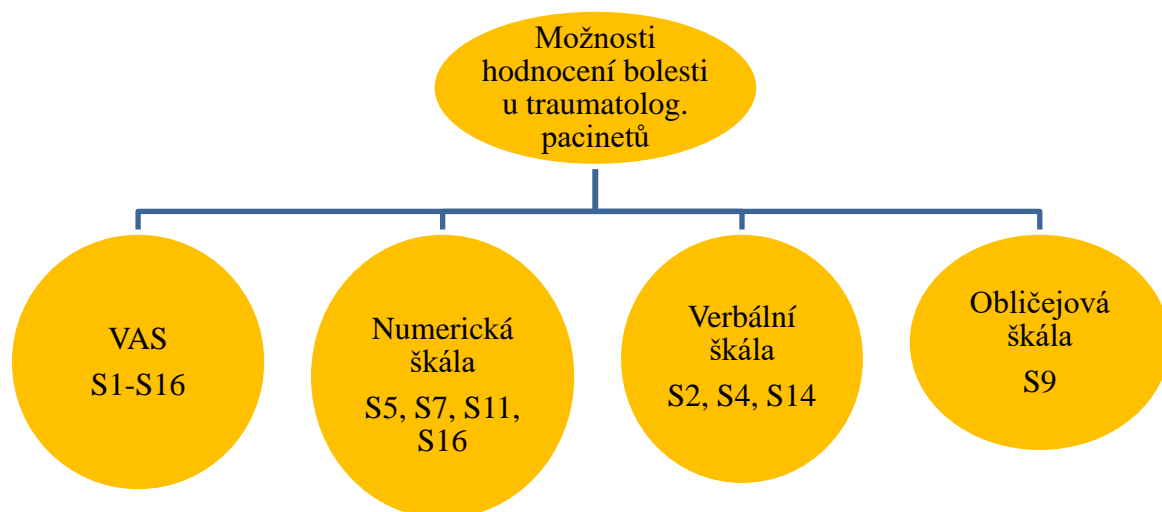 Možnosti
hodnocení bolesti
u traumatolog.
pacinetů
VAS
S1-S16
Numerická
škála
S5, S7, S11,
S16
Verbální
škála
S2, S4, S14
Obličejová
škála
S9